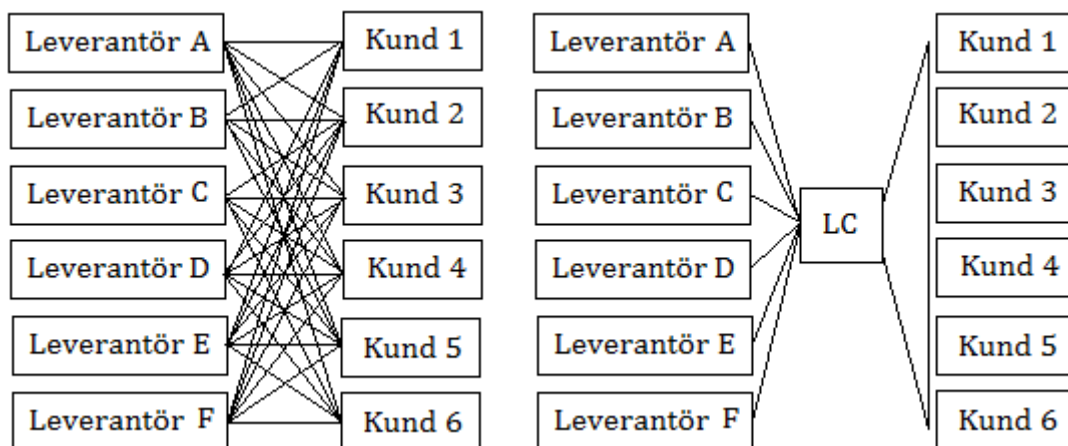 Leverantör A
Leverantör B
Leverantör C
Leverantör D
Leverantör E
Leverantör F
Kund 1
Kund 2
Kund 3
Kund 4
Kund 5
Kund 6
Leverantör A
Leverantör B
Leverantör C
Leverantör D
Leverantör E
Leverantör F
LC
Kund 1
Kund 2
Kund 3
Kund 4
Kund 5
Kund 6